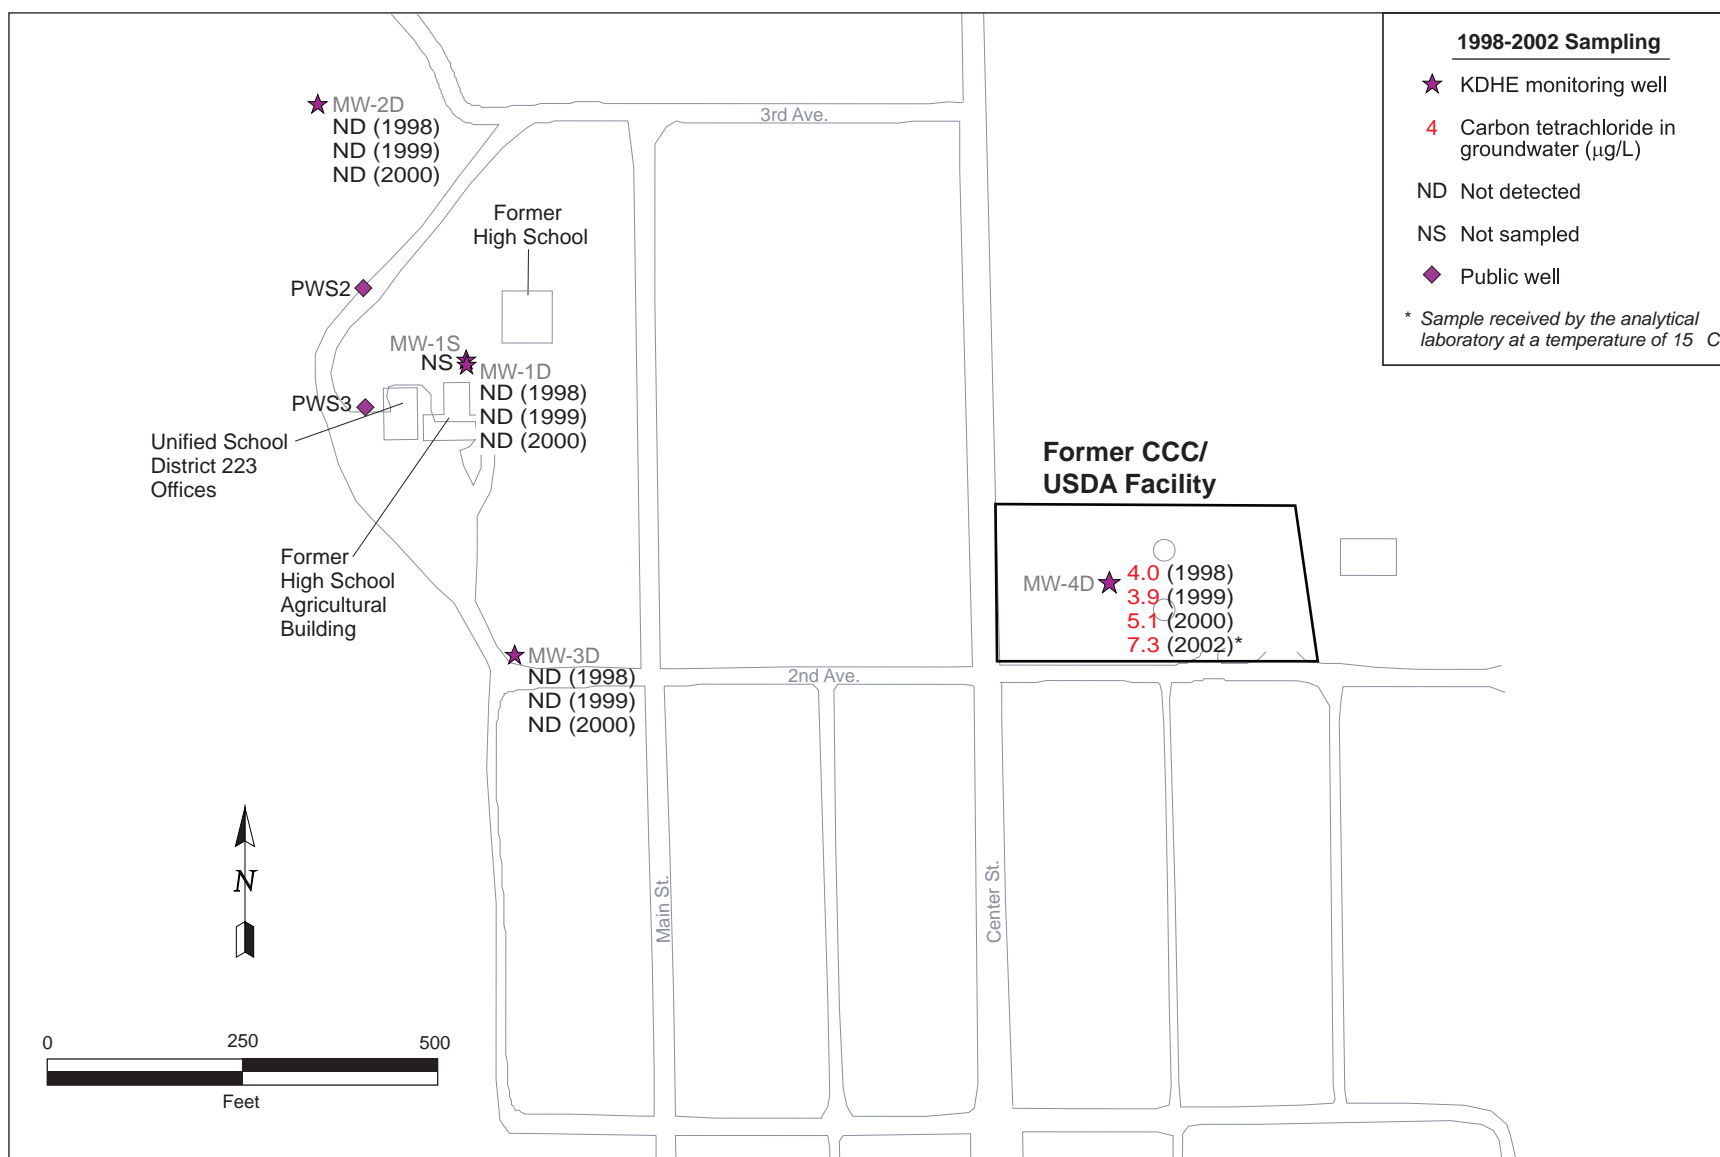 1998-2002 Sampling
KDHE monitoring well
4 Carbon tetrachloride in
groundwater (µg/L)
ND Not detected
NS Not sampled
Public well
* Sample received by the analytical
laboratory at a temperature of 15 C
MW-2D
ND (1998)
ND (1999)
ND (2000)
3rd Ave.
Former
High School
PWS2
MW-1S
NS
MW-1D
ND (1998)
ND (1999)
ND (2000)
PWS3
Unified School
District 223
Offices
Former
High School
Agricultural
Building
Former CCC/
USDA Facility
MW-4D
4.0 (1998)
3.9 (1999)
5.1 (2000)
7.3 (2002)*
MW-3D
ND (1998)
ND (1999)
ND (2000)
2nd Ave.
Main St.
Center St.
N
0 250 500
Feet